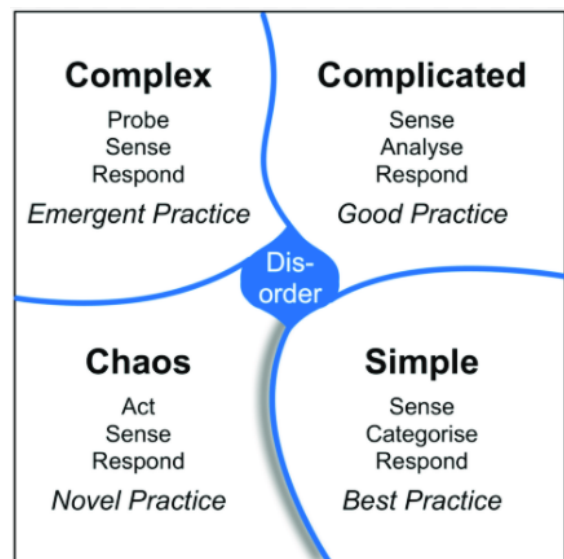 Complex
Probe
Sense
Respond
Emergent Practice
Complicated
Sense
Analyse
Respond
Good Practice
Dis-
order
Chaos
Act
Sense
Respond
Novel Practice
Simple
Sense
Categorise
Respond
Best Practice